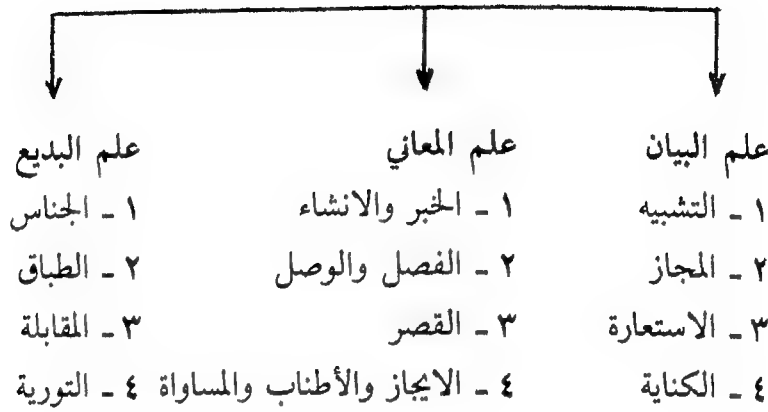 علم البيان
١ ـ التشبيه
٢ ـ المجاز
٣ ـ الاستعارة
٤ ـ الكناية
علم المعاني
١ ـ الخبر والانشاء
٢ ـ الفصل والوصل
٣ ـ القصر
٤ ـ الايجاز والأطناب والمساواة
علم البديع
١ ـ الجناس
٢ ـ الطباق
٣ ـ المقابلة
٤ ـ التورية